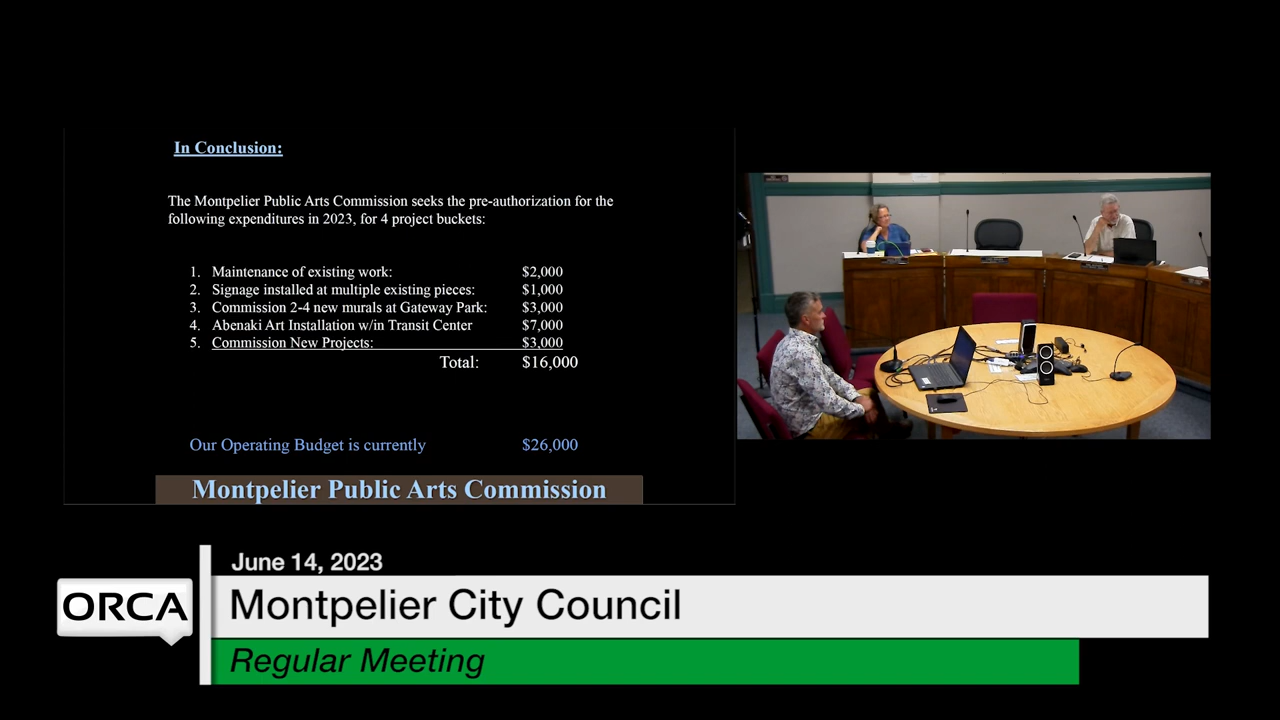 In Conclusion:
The Montpelier Public Arts Commission seeks the pre-authorization for the
following expenditures in 2023, for 4 project buckets:
1. Maintenance of existing work: $2,000
2. Signage installed at multiple existing pieces: $1,000
3. Commission 2-4 new murals at Gateway Park: $3,000
4. Abenaki Art Installation w/in Transit Center $7,000
5. Commission New Projects: $3,000
Total: $16,000
Our Operating Budget is currently $26,000
Montpelier Public Arts Commission
June 14, 2023
ORCA
Montpelier City Council
Regular Meeting